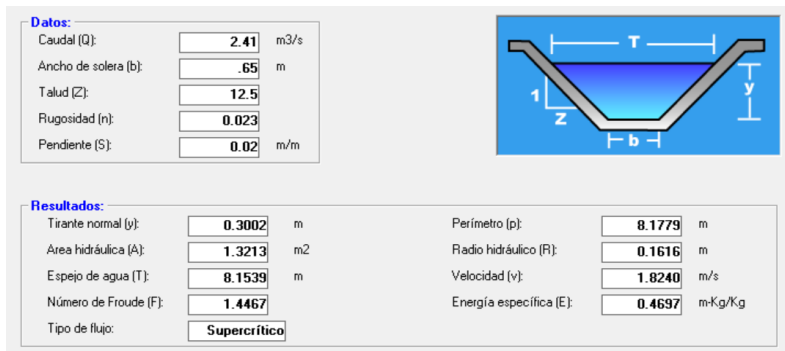 Datos:
Caudal (Q): 2.41 m3/s
Ancho de solera (b): .65 m
Talud (Z): 12.5
Rugosidad (n): 0.023
Pendiente (S): 0.02 m/m
T
y
1
Z
b
Resultados:
Tirante normal (y): 0.3002 m Perímetro (p): 8.1779 m
Area hidráulica (A): 1.3213 m2 Radio hidráulico (R): 0.1616 m
Espejo de agua (T): 8.1539 m Velocidad (v): 1.8240 m/s
Número de Froude (F): 1.4467 Energía específica (E): 0.4697 m-Kg/Kg
Tipo de flujo: Supercrítico